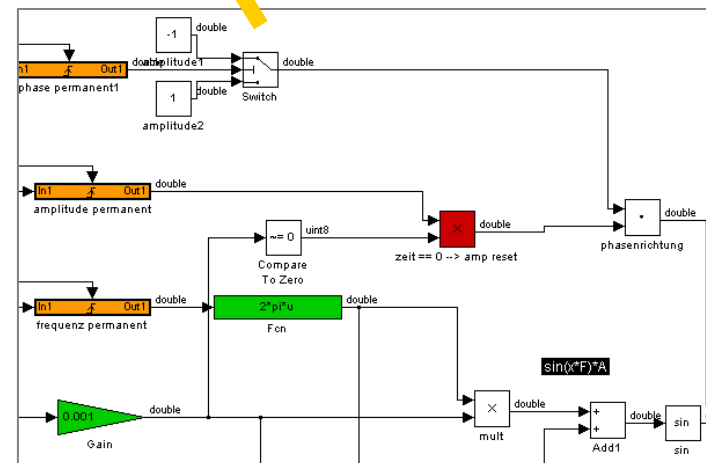 -1
double
amplitude1
n1
Out1
double
double
phase permanent1
1
double
Switch
amplitude2
In1
Out1
double
amplitude permanent
~= 0
uint8
×
double
zeit == 0 --> amp reset
Compare
To Zero
double
phasenrichtung
In1
Out1
double
frequenz permanent
2*pi*u
double
Fcn
sin(x*F)*A
0.001
double
Gain
×
double
mult
+
+
double
Add1
sin
sin